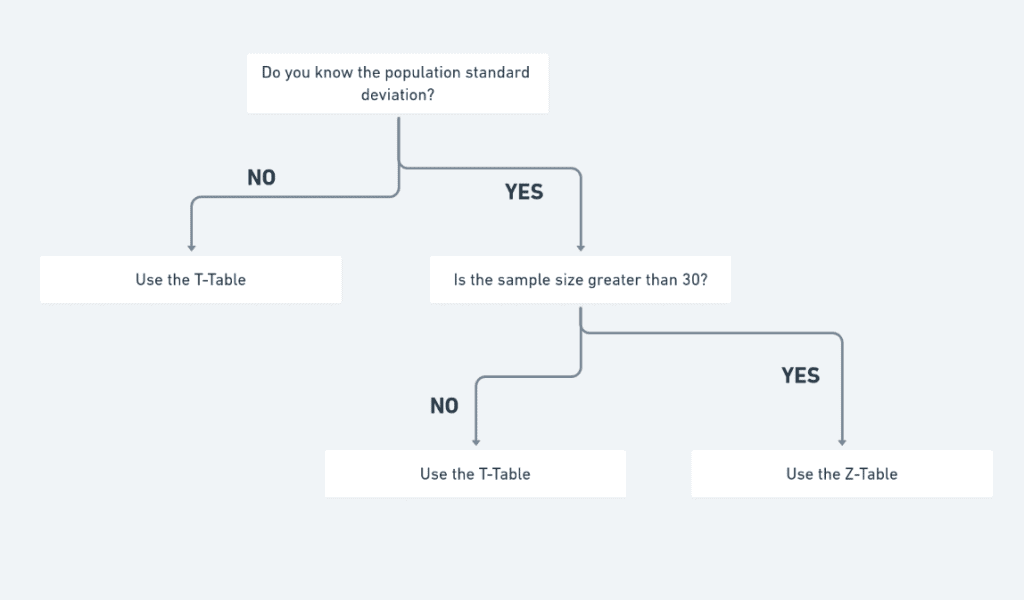 Do you know the population standard
deviation?
NO
YES
Use the T-Table
Is the sample size greater than 30?
YES
NO
Use the T-Table
Use the Z-Table